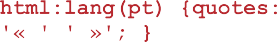 html:lang(pt) {quotes:
'« ' ' »'; }